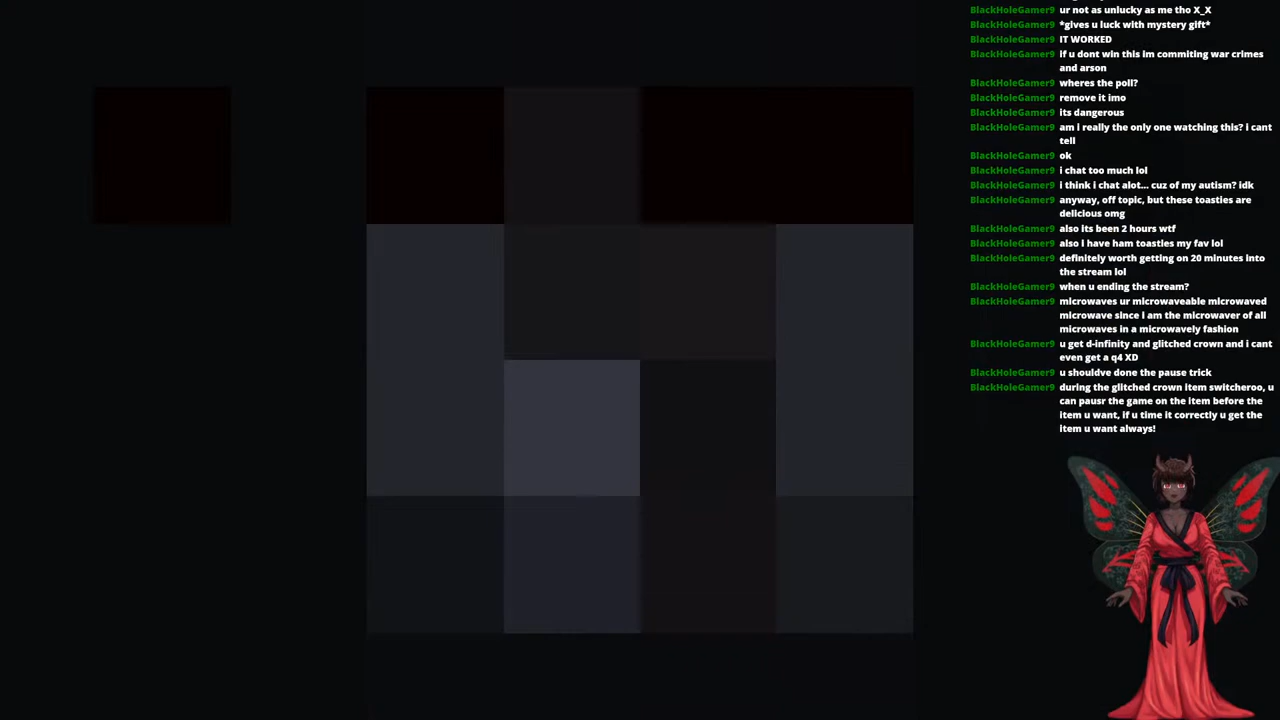 BlackHoleGamer9 ur not as unlucky as me tho X_X
BlackHoleGamer9 *gives u luck with mystery gift*
BlackHoleGamer9 IT WORKED
BlackHoleGamer9 if u dont win this im commiting war crimes
and arson
BlackHoleGamer9 wheres the poll?
BlackHoleGamer9 remove it imo
BlackHoleGamer9 its dangerous
BlackHoleGamer9 am i really the only one watching this? i cant
tell
BlackHoleGamer9 ok
BlackHoleGamer9 i chat too much lol
BlackHoleGamer9 i think i chat alot... cuz of my autism? idk
BlackHoleGamer9 anyway, off topic, but these toasties are
delicious omg
BlackHoleGamer9 also its been 2 hours wtf
BlackHoleGamer9 also i have ham toasties my fav lol
BlackHoleGamer9 definitely worth getting on 20 minutes into
the stream lol
BlackHoleGamer9 when u ending the stream?
BlackHoleGamer9 microwaves ur microwaveable microwaved
microwave since i am the microwaver of all
microwaves in a microwavely fashion
BlackHoleGamer9 u get d-infinity and glitched crown and i cant
even get a q4 XD
BlackHoleGamer9 u shouldve done the pause trick
BlackHoleGamer9 during the glitched crown item switcheroo, u
can pausr the game on the item before the
item u want, if u time it correctly u get the
item u want always!